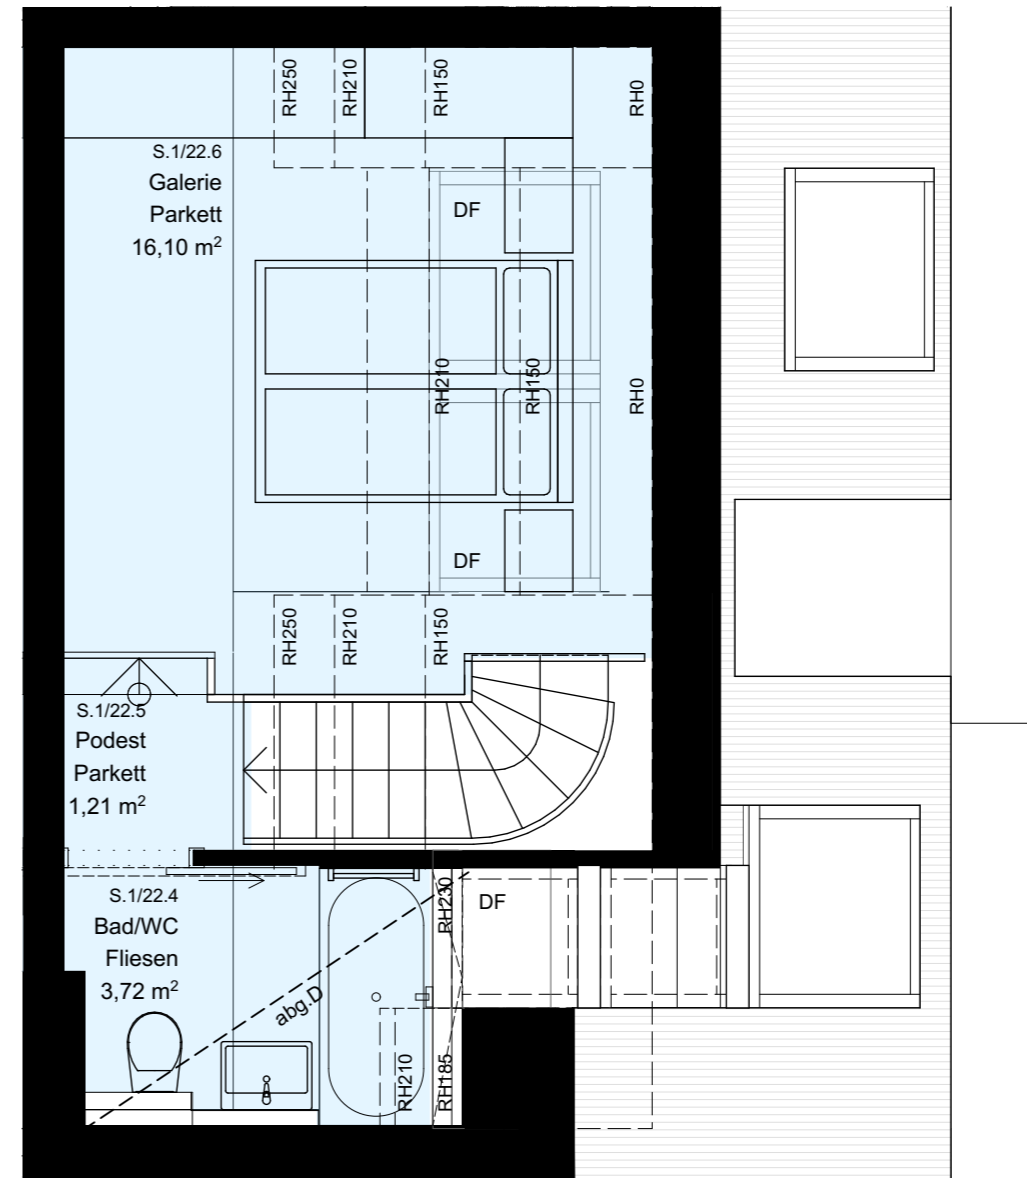 RH250
RH210
RH150
RH0
S.1/22.6
Galerie
Parkett
16,10 m²
DF
RH210
RH150
RH0
DF
RH250
RH210
RH150
S.1/22.5
Podest
Parkett
1,21 m²
S.1/22.4
Bad/WC
Fliesen
3,72 m²
abg.D
RH230
DF
RH210
RH185